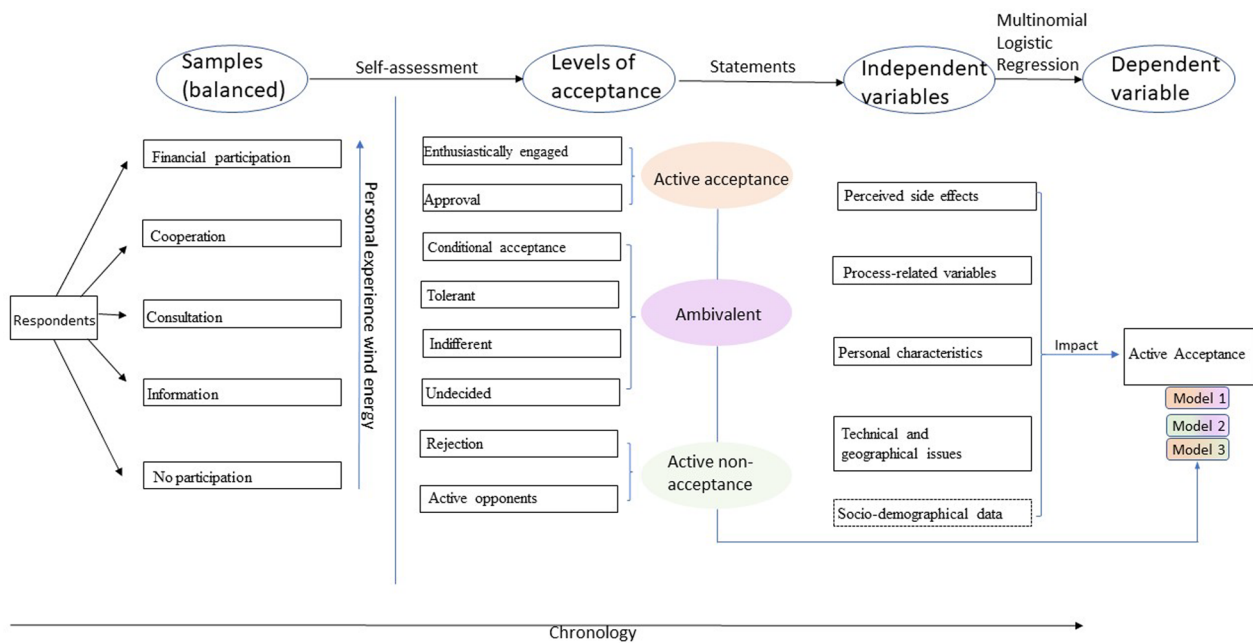 Samples
(balanced)
Self-assessment
Levels of
acceptance
Statements
Independent
variables
Multinomial
Logistic
Regression
Dependent
variable
Respondents
Financial participation
Cooperation
Consultation
Information
No participation
Personal experience wind energy
Enthusiastically engaged
Approval
Conditional acceptance
Tolerant
Indifferent
Undecided
Rejection
Active opponents
Active acceptance
Ambivalent
Active non-
acceptance
Perceived side effects
Process-related variables
Personal characteristics
Technical and
geographical issues
Socio-demographical data
Impact
Active Acceptance
Model 1
Model 2
Model 3
Chronology